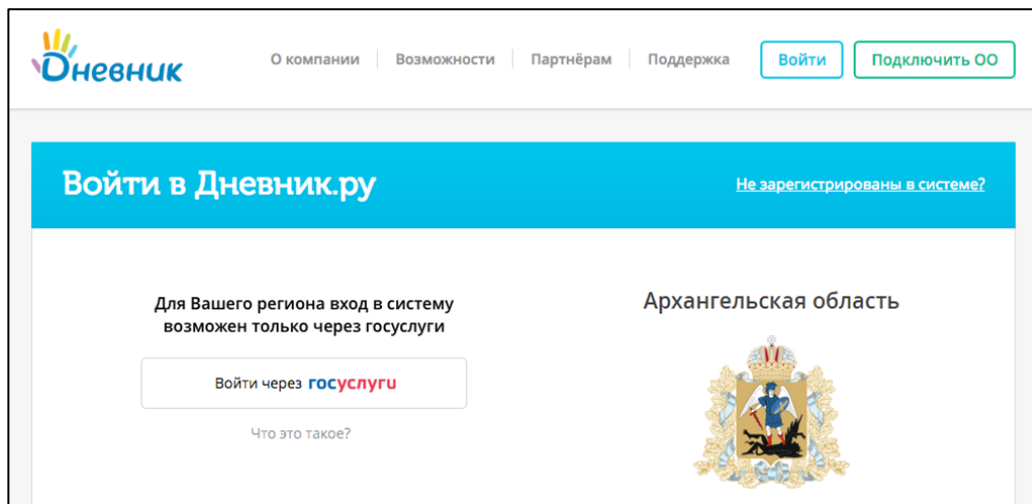 Дневник
О компании
Возможности
Партнёрам
Поддержка
Войти
Подключить ОО
Войти в Дневник.ру
Не зарегистрированы в системе?
Для Вашего региона вход в систему
возможен только через госуслуги
Войти через госуслуги
Что это такое?
Архангельская область